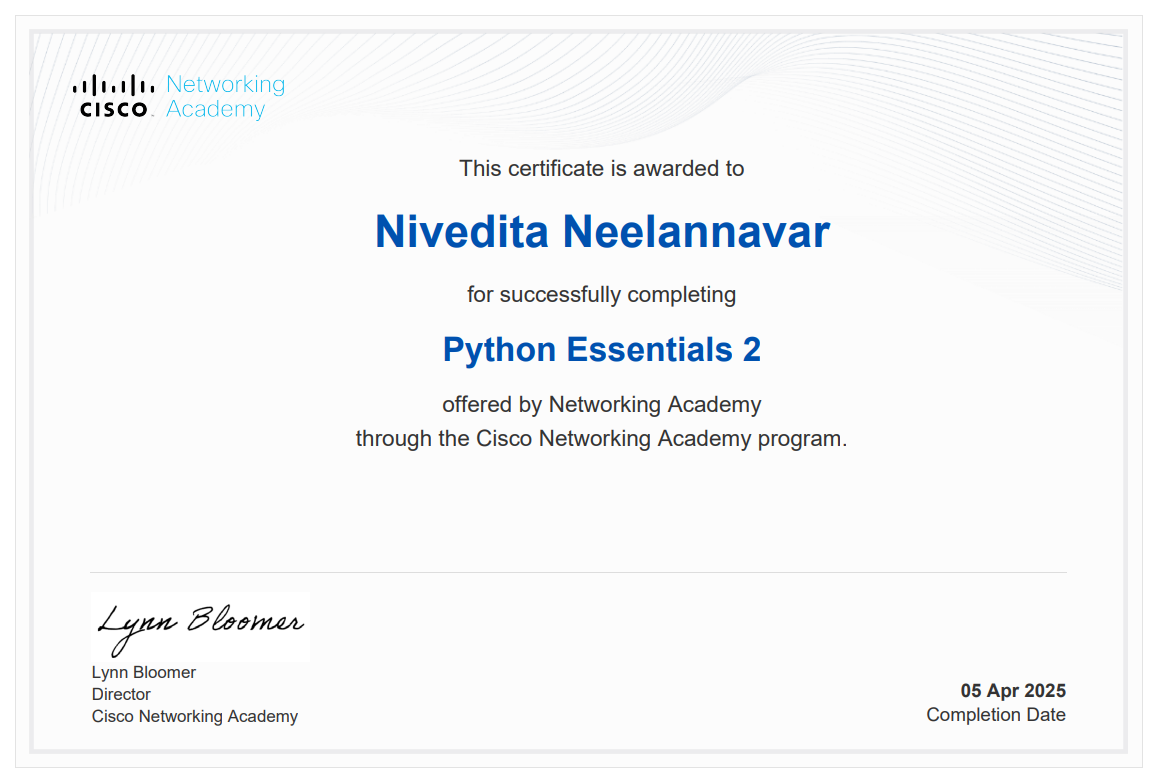 CISCO
Networking
Academy
This certificate is awarded to
Nivedita Neelannavar
for successfully completing
Python Essentials 2
offered by Networking Academy
through the Cisco Networking Academy program.
Lynn Bloomer
Lynn Bloomer
Director
Cisco Networking Academy
05 Apr 2025
Completion Date